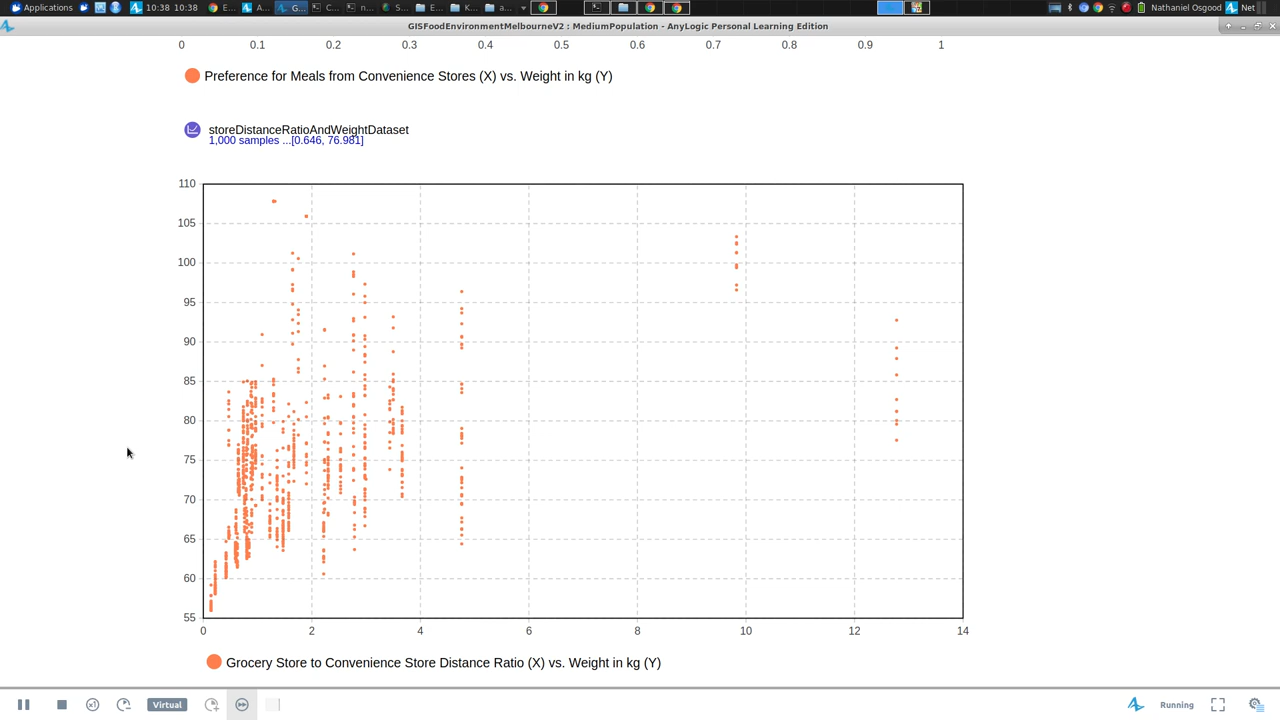 Applications 10:38 10:38 E... A... G... C... n... S... E... K... a... Nathaniel Osgood Net
GISFoodEnvironmentMelbourneV2 : MediumPopulation - AnyLogic Personal Learning Edition
0 0.1 0.2 0.3 0.4 0.5 0.6 0.7 0.8 0.9 1
Preference for Meals from Convenience Stores (X) vs. Weight in kg (Y)
storeDistanceRatioAndWeightDataset
1,000 samples ...[0.646, 76.981]
110
105
100
95
90
85
80
75
70
65
60
55
0 2 4 6 8 10 12 14
Grocery Store to Convenience Store Distance Ratio (X) vs. Weight in kg (Y)
x1 Virtual Running